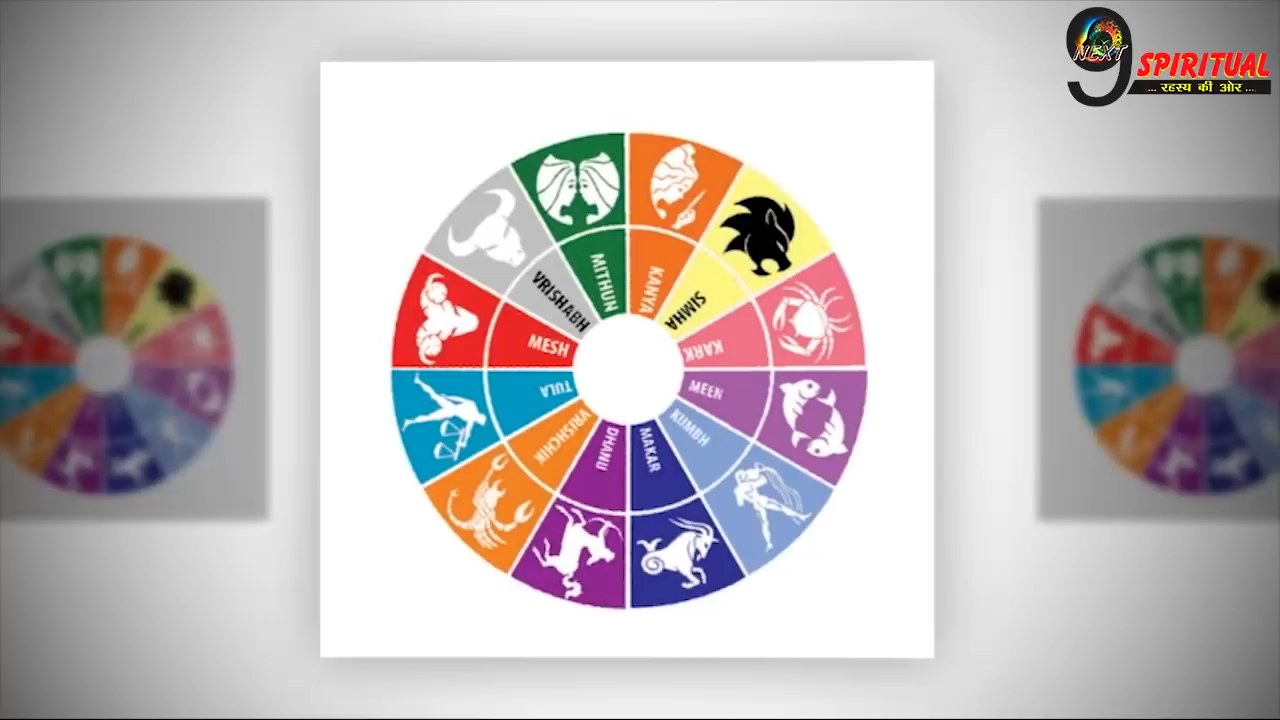 9
NEXT
SPIRITUAL
... रहस्य की ओर ...
MITHUN
KANYA
VRISHABH
SIMHA
MESH
KARK
TULA
MEEN
VRISHCHIK
KUMBH
DHANU
MAKAR